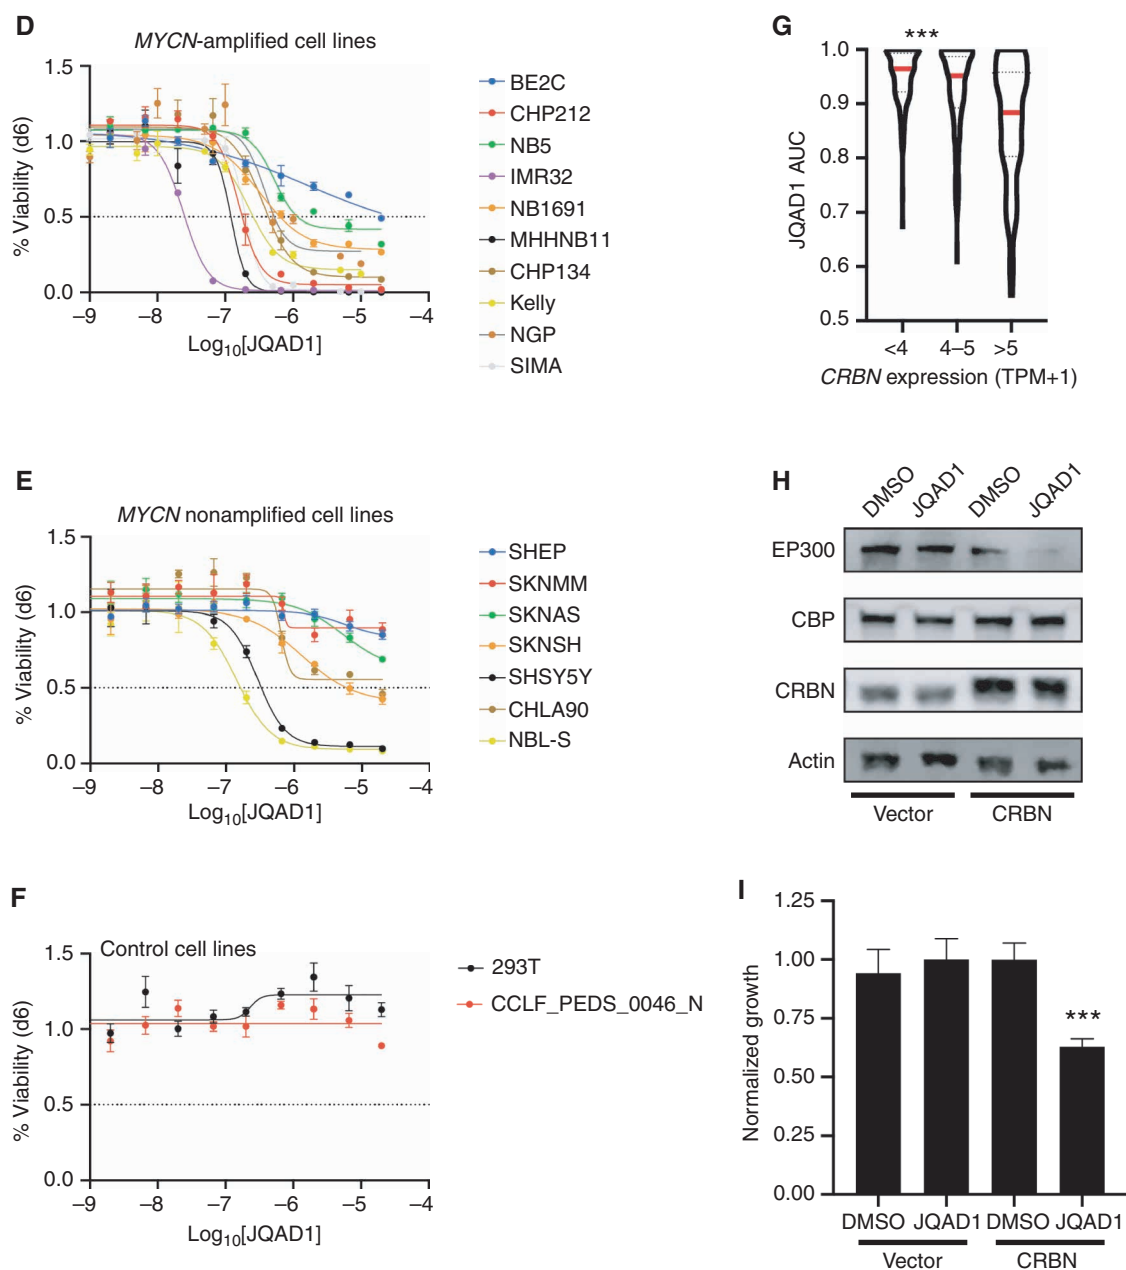 D
MYCN-amplified cell lines
1.5
1.0
0.5
0.0
% Viability (d6)
–9 –8 –7 –6 –5 –4
Log10[JQAD1]
BE2C
CHP212
NB5
IMR32
NB1691
MHHNB11
CHP134
Kelly
NGP
SIMA
G
***
1.0
0.9
0.8
0.7
0.6
0.5
JQAD1 AUC
<4 4–5 >5
CRBN expression (TPM+1)
E
MYCN nonamplified cell lines
1.5
1.0
0.5
0.0
% Viability (d6)
–9 –8 –7 –6 –5 –4
Log10[JQAD1]
SHEP
SKNMM
SKNAS
SKNSH
SHSY5Y
CHLA90
NBL-S
H
DMSO JQAD1 DMSO JQAD1
EP300
CBP
CRBN
Actin
Vector CRBN
F
Control cell lines
1.5
1.0
0.5
0.0
% Viability (d6)
–9 –8 –7 –6 –5 –4
Log10[JQAD1]
293T
CCLF_PEDS_0046_N
I
1.25
1.00
0.75
0.50
0.25
0.00
Normalized growth
***
DMSO JQAD1 DMSO JQAD1
Vector CRBN